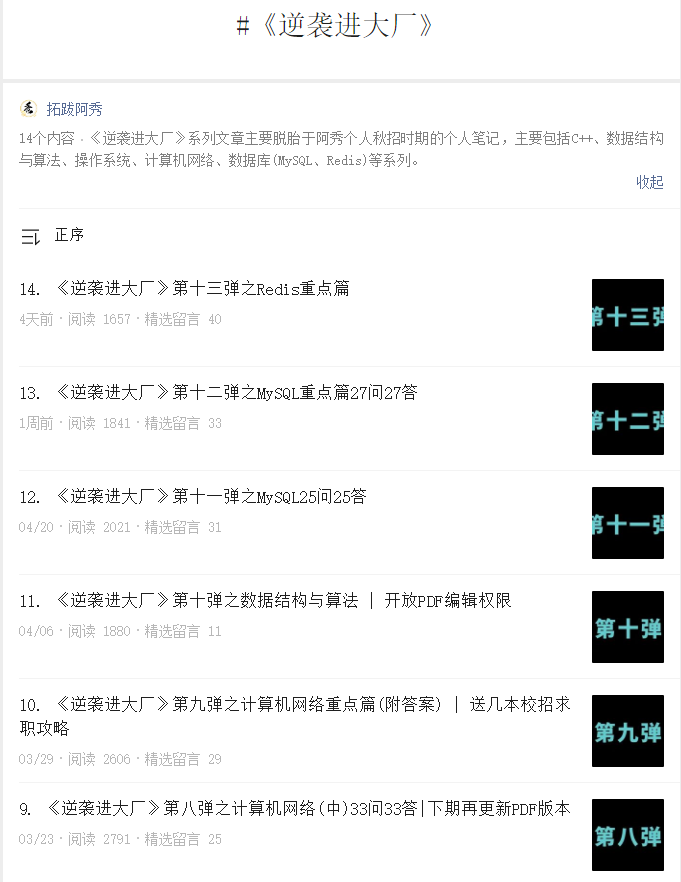 #《逆袭进大厂》
秀
拓跋阿秀
14个内容 · 《逆袭进大厂》系列文章主要脱胎于阿秀个人秋招时期的个人笔记，主要包括C++、数据结构
与算法、操作系统、计算机网络、数据库(MySQL、Redis)等系列。
收起
正序
14. 《逆袭进大厂》第十三弹之Redis重点篇
4天前 · 阅读 1657 · 精选留言 40
第十三弹
13. 《逆袭进大厂》第十二弹之MySQL重点篇27问27答
1周前 · 阅读 1841 · 精选留言 33
第十二弹
12. 《逆袭进大厂》第十一弹之MySQL25问25答
04/20 · 阅读 2021 · 精选留言 31
第十一弹
11. 《逆袭进大厂》第十弹之数据结构与算法 | 开放PDF编辑权限
04/06 · 阅读 1880 · 精选留言 11
第十弹
10. 《逆袭进大厂》第九弹之计算机网络重点篇(附答案) | 送几本校招求
职攻略
03/29 · 阅读 2606 · 精选留言 29
第九弹
9. 《逆袭进大厂》第八弹之计算机网络(中)33问33答|下期再更新PDF版本
03/23 · 阅读 2791 · 精选留言 25
第八弹